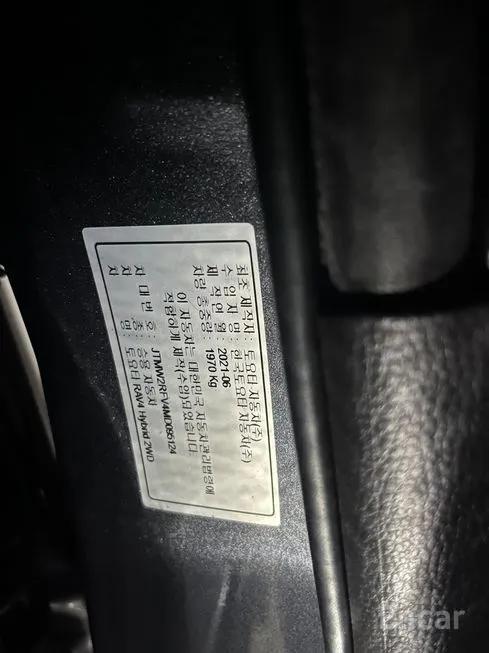 최초 제작자: 토요타 자동차(주)
수 입 자 명: 한국토요타 자동차(주)
제 작 연 월: 2021-06
차량 총중량: 1970 Kg
이 자동차는 대한민국 자동차관리법령에
적합하게 제작(수입)되었습니다.
차 대 번 호: JTMW2RFV4MD095124
차 종: 승용 자동차
차 명: 토요타 RAV4 Hybrid 2WD
Encar